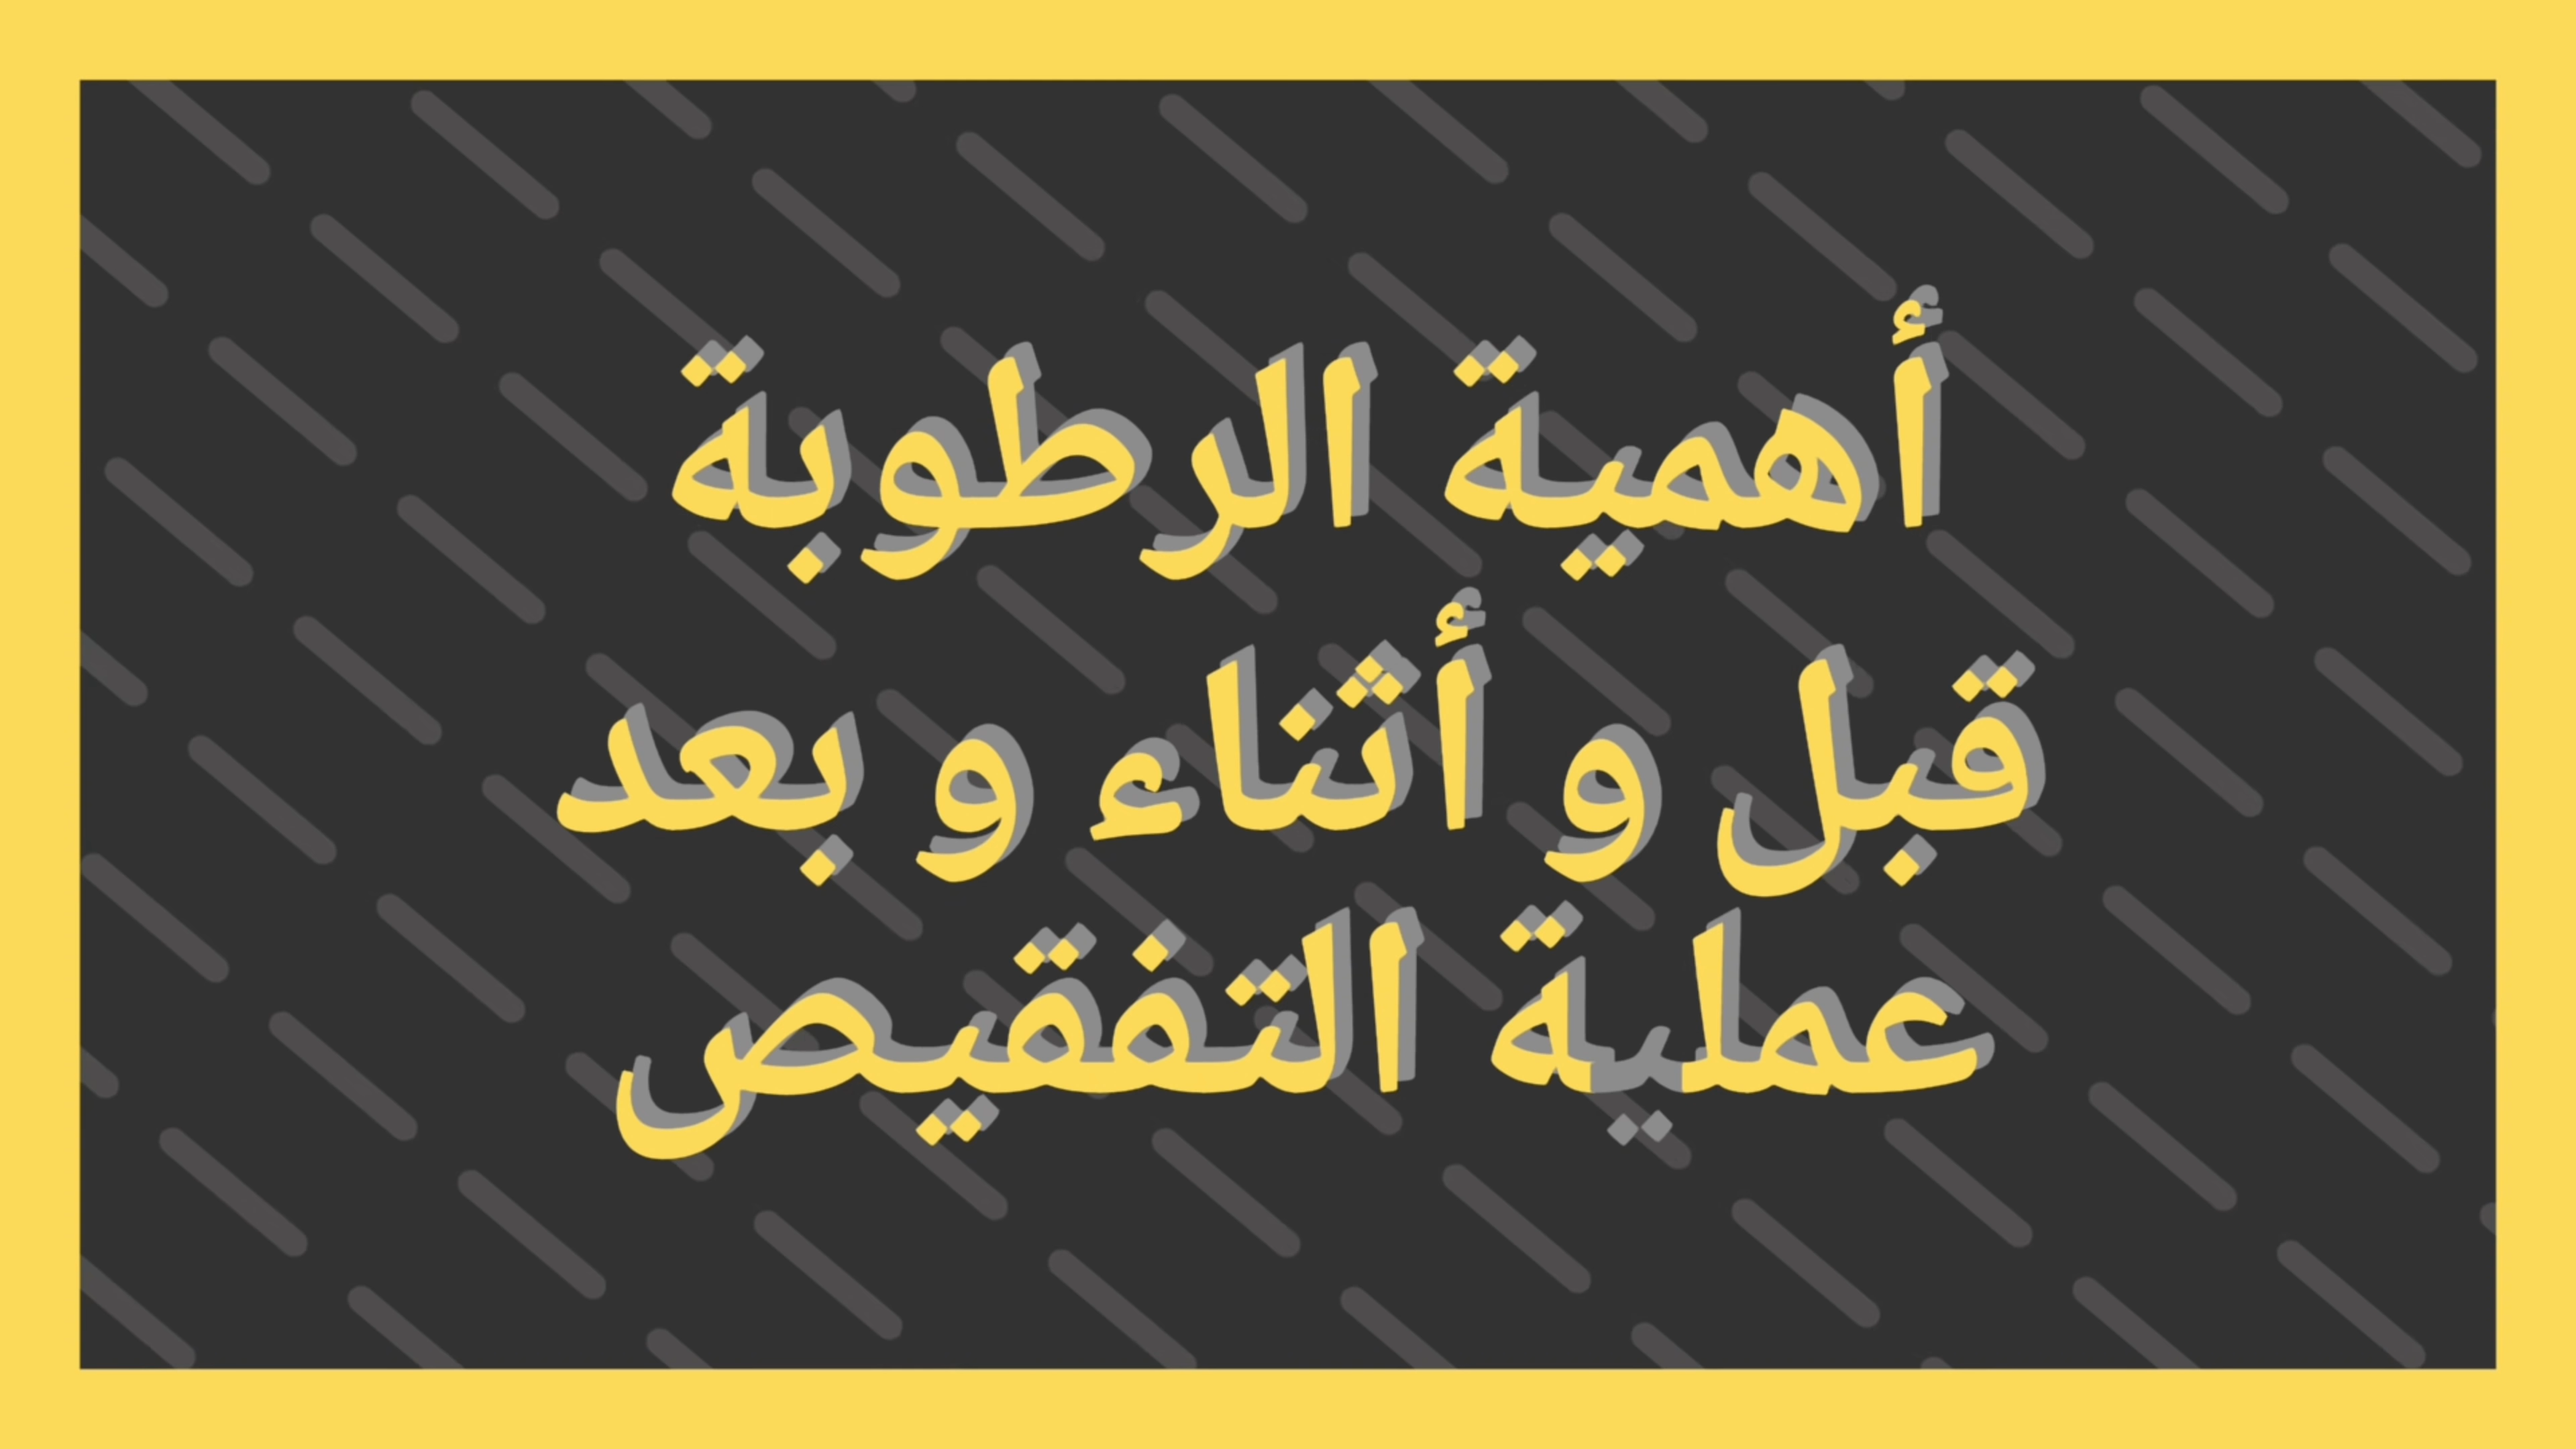 أهمية الرطوبة
قبل و أثناء و بعد
عملية التفقيص